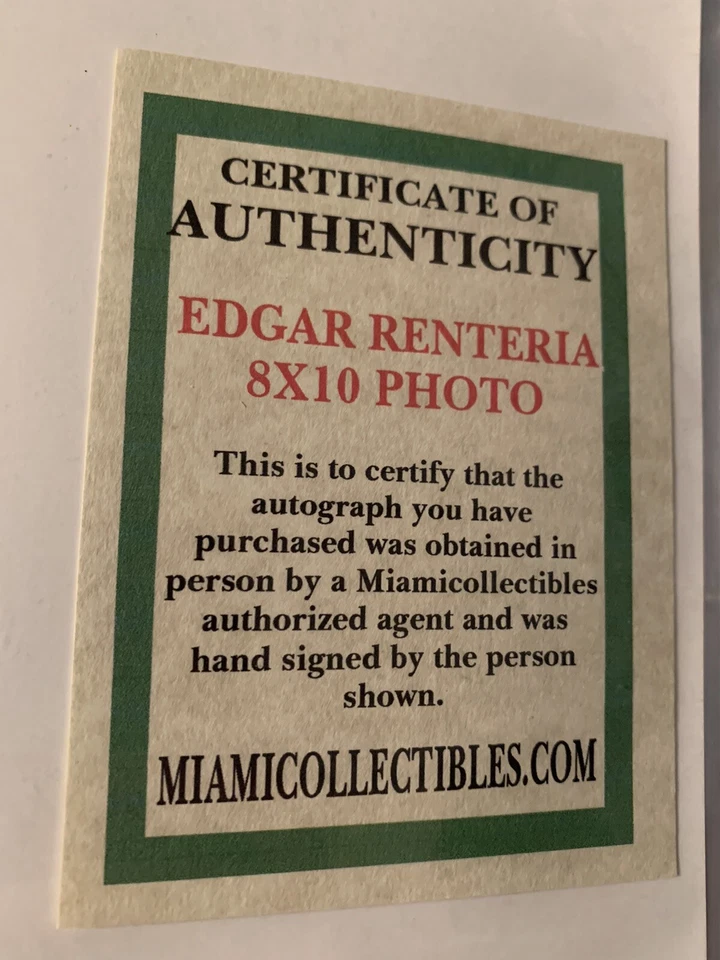 CERTIFICATE OF
AUTHENTICITY
EDGAR RENTERIA
8X10 PHOTO
This is to certify that the
autograph you have
purchased was obtained in
person by a Miamicollectibles
authorized agent and was
hand signed by the person
shown.
MIAMICOLLECTIBLES.COM